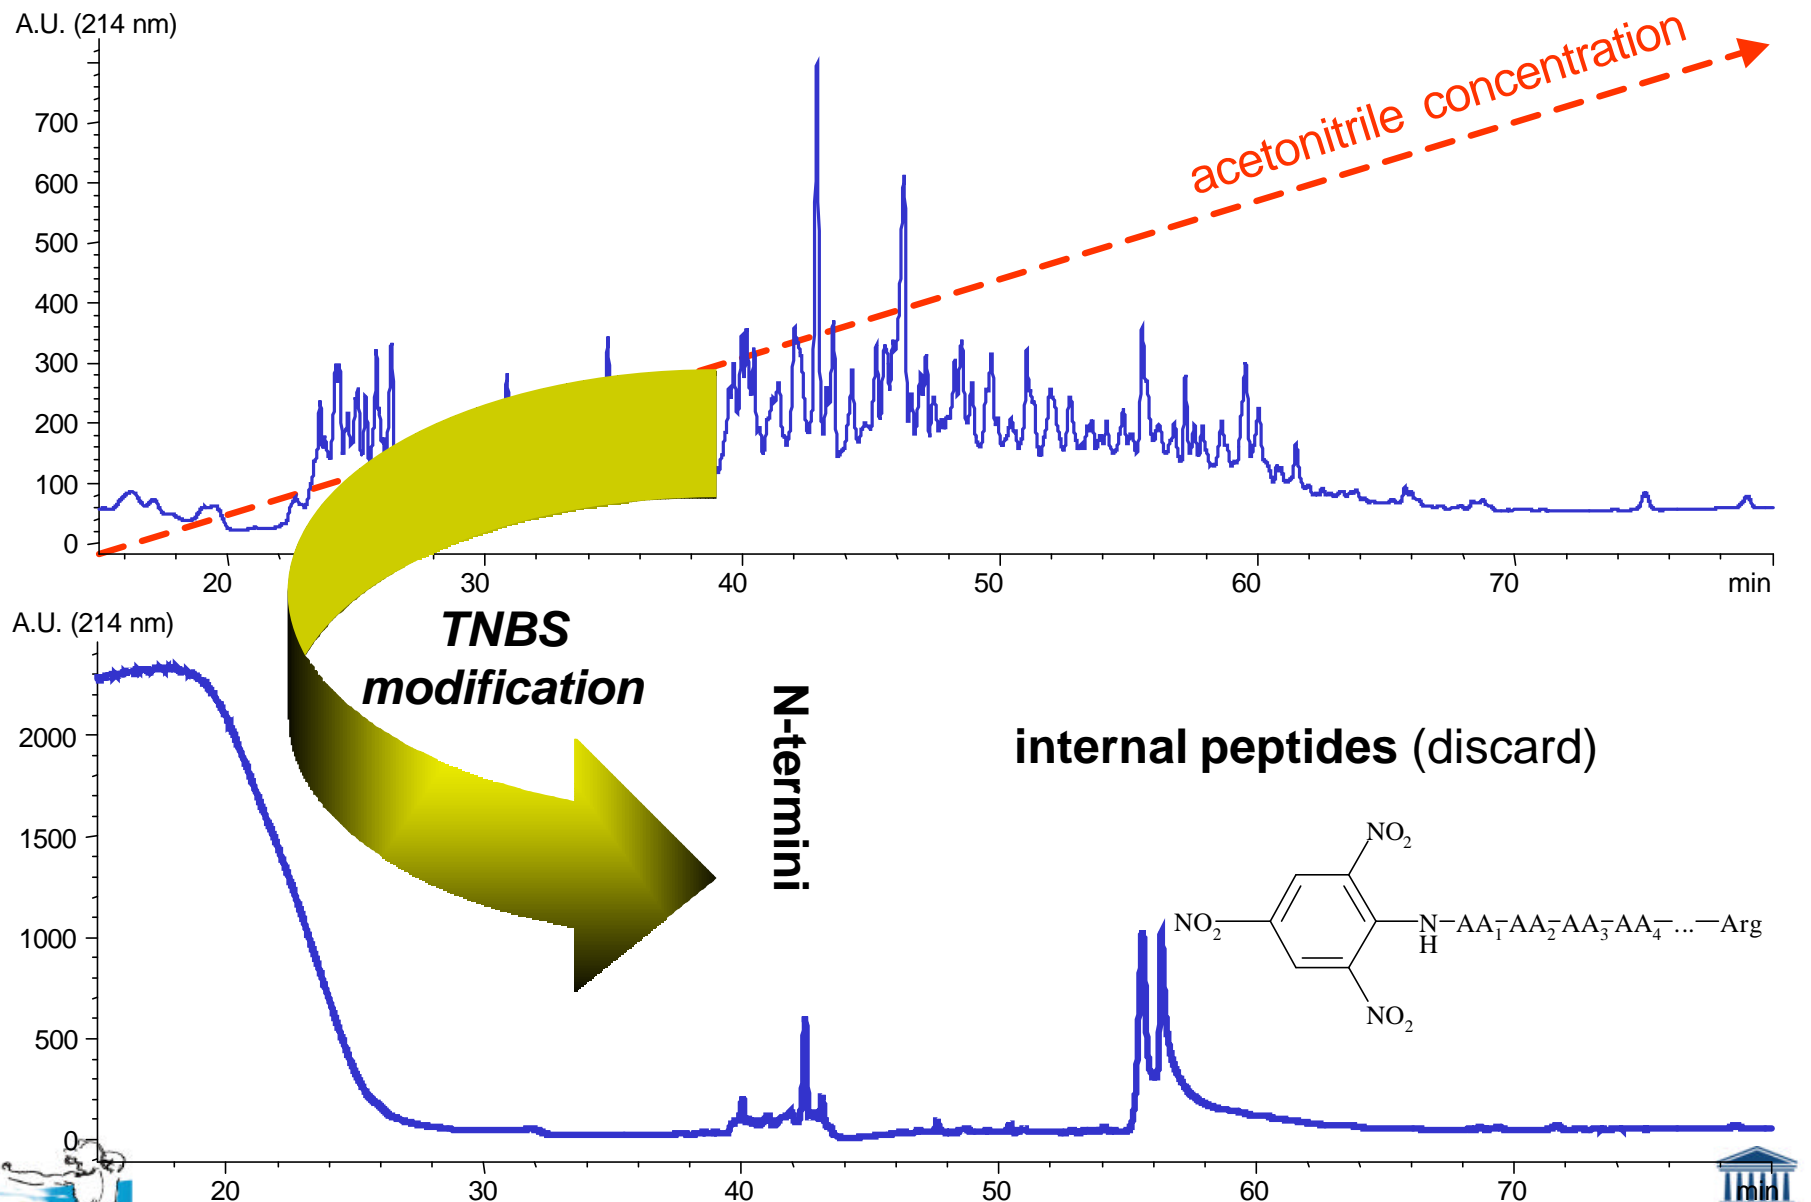 A.U. (214 nm)
acetonitrile concentration
700
600
500
400
300
200
100
0
20 30 40 50 60 70 min
A.U. (214 nm)
TNBS
modification
N-termini
internal peptides (discard)
2000
1500
1000
500
0
NO2
NO2 N AA1 AA2 AA3 AA4 ... Arg
H
NO2
20 30 40 50 60 70 min